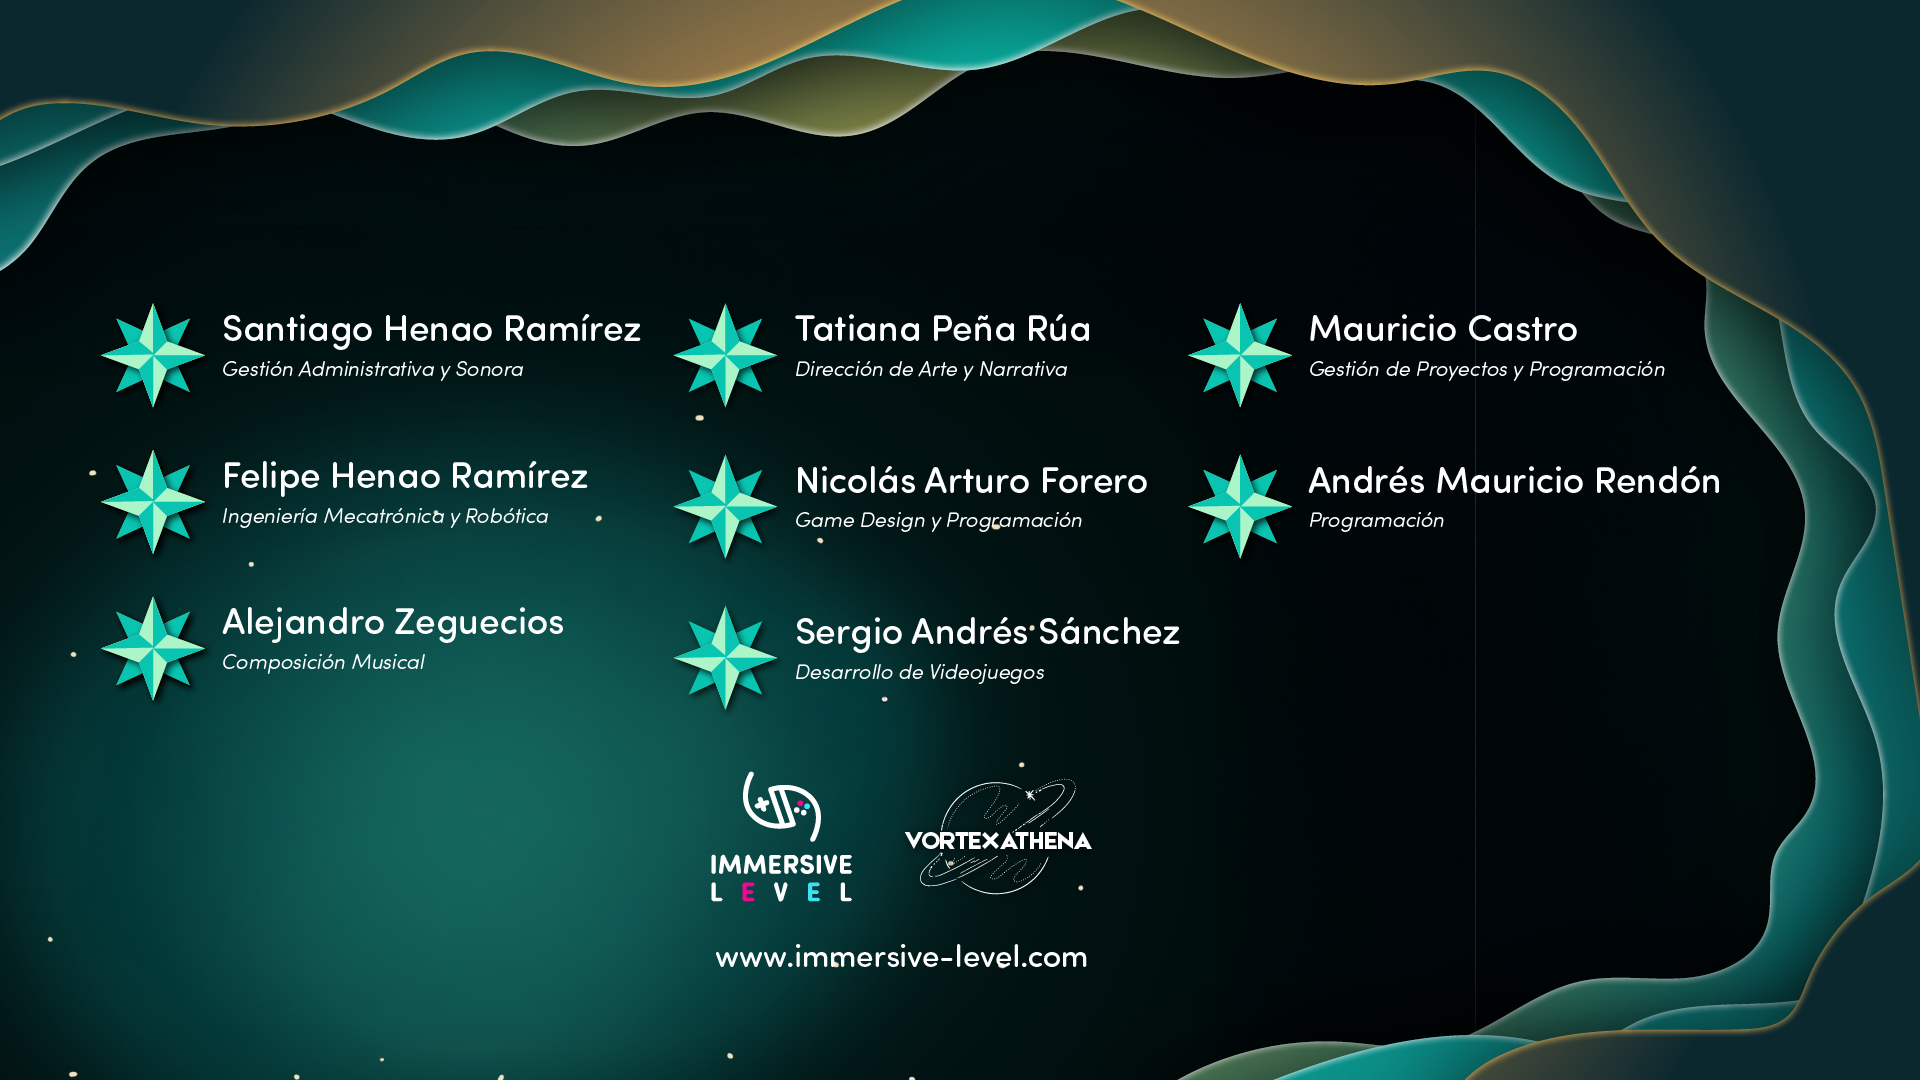 Santiago Henao Ramírez
Gestión Administrativa y Sonora
Tatiana Peña Rúa
Dirección de Arte y Narrativa
Mauricio Castro
Gestión de Proyectos y Programación
Felipe Henao Ramírez
Ingeniería Mecatrónica y Robótica
Nicolás Arturo Forero
Game Design y Programación
Andrés Mauricio Rendón
Programación
Alejandro Zeguecios
Composición Musical
Sergio Andrés Sánchez
Desarrollo de Videojuegos
IMMERSIVE
LEVEL
VORTEXATHENA
www.immersive-level.com